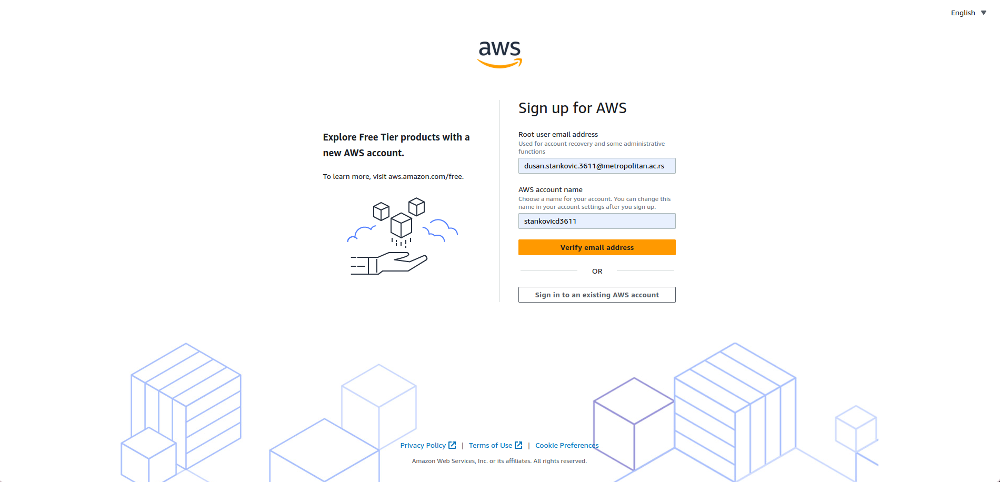 English
aws
Explore Free Tier products with a
new AWS account.
To learn more, visit aws.amazon.com/free.
Sign up for AWS
Root user email address
Used for account recovery and some administrative
functions
dusan.stankovic.3611@metropolitan.ac.rs
AWS account name
Choose a name for your account. You can change this
name in your account settings after you sign up.
stankovicd3611
Verify email address
OR
Sign in to an existing AWS account
Privacy Policy | Terms of Use | Cookie Preferences
Amazon Web Services, Inc. or its affiliates. All rights reserved.